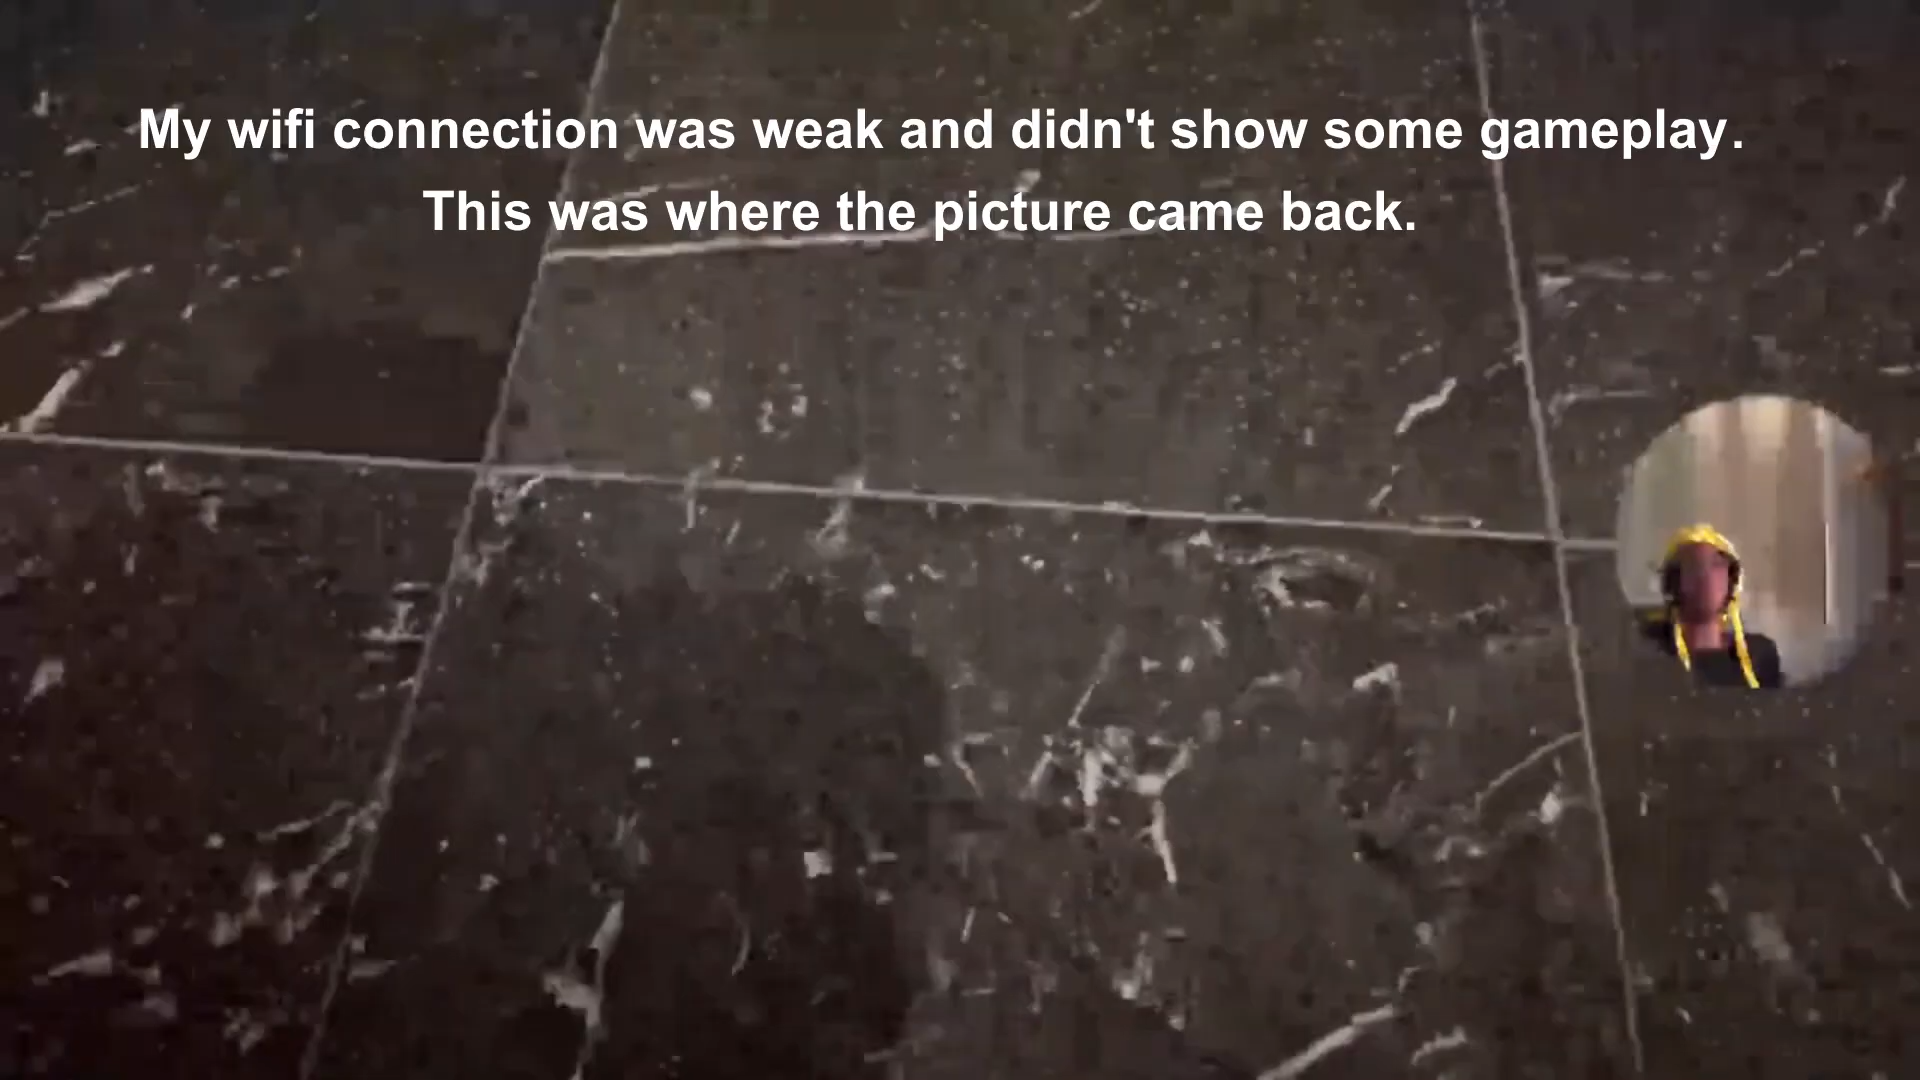 My wifi connection was weak and didn't show some gameplay.
This was where the picture came back.